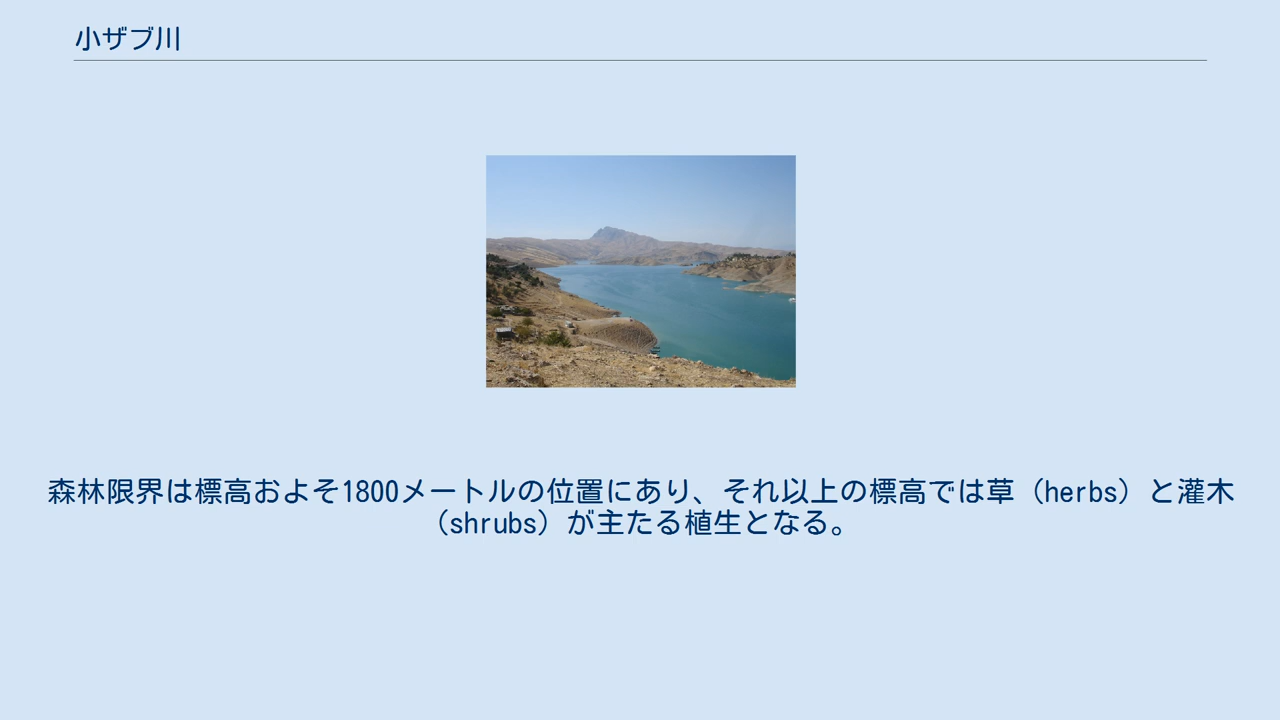 小ザブ川
森林限界は標高およそ1800メートルの位置にあり、それ以上の標高では草（herbs）と灌木
（shrubs）が主たる植生となる。